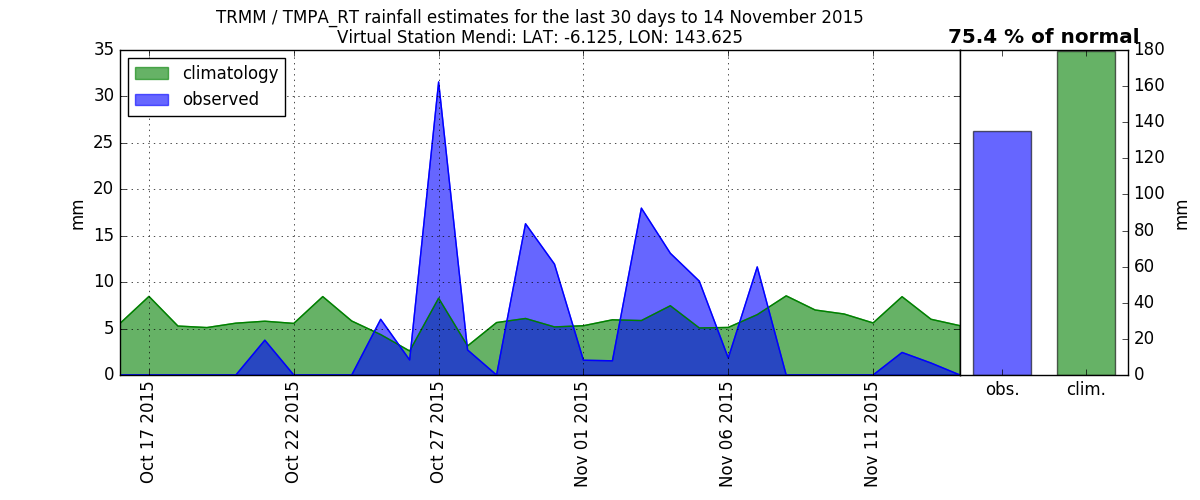 TRMM / TMPA_RT rainfall estimates for the last 30 days to 14 November 2015
Virtual Station Mendi: LAT: -6.125, LON: 143.625
75.4 % of normal
climatology
observed
35
30
25
20
15
10
5
0
mm
Oct 17 2015
Oct 22 2015
Oct 27 2015
Nov 01 2015
Nov 06 2015
Nov 11 2015
180
160
140
120
100
80
60
40
20
0
mm
obs.
clim.